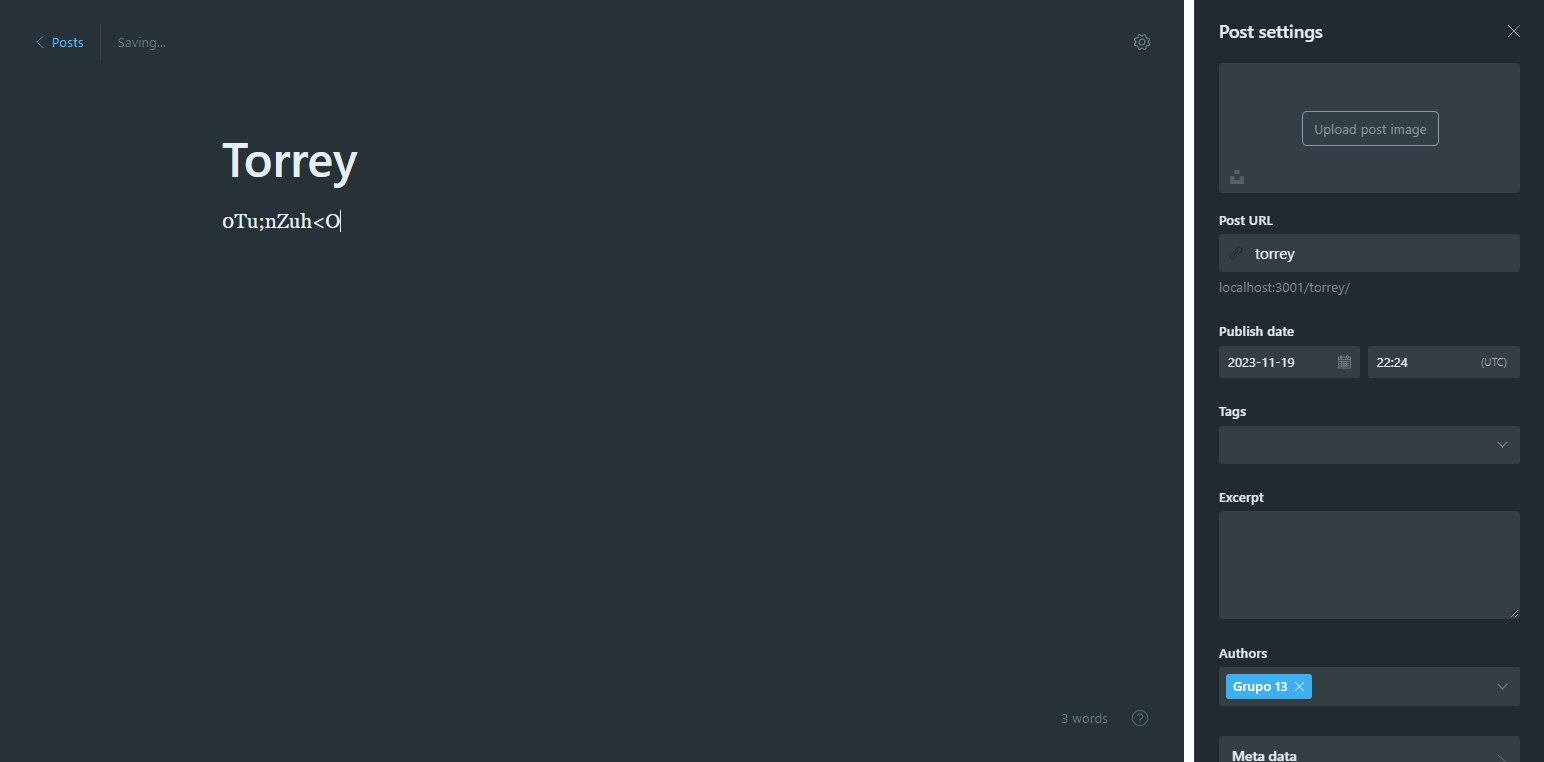 Posts
Saving...
Torrey
oTu;nZuh<O
3 words
Post settings
Upload post image
Post URL
torrey
localhost:3001/torrey/
Publish date
2023-11-19 22:24 (UTC)
Tags
Excerpt
Authors
Grupo 13
Meta data